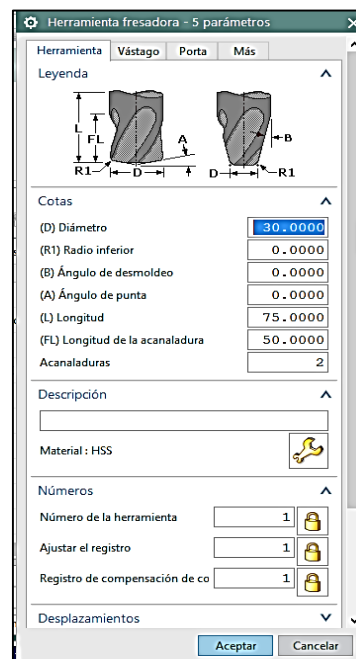 Herramienta fresadora - 5 parámetros
Herramienta Vástago Porta Más
Leyenda
L FL R1 D A D B R1
Cotas
(D) Diámetro 30.0000
(R1) Radio inferior 0.0000
(B) Ángulo de desmoldeo 0.0000
(A) Ángulo de punta 0.0000
(L) Longitud 75.0000
(FL) Longitud de la acanaladura 50.0000
Acanaladuras 2
Descripción
Material : HSS
Números
Número de la herramienta 1
Ajustar el registro 1
Registro de compensación de co 1
Desplazamientos
Aceptar Cancelar